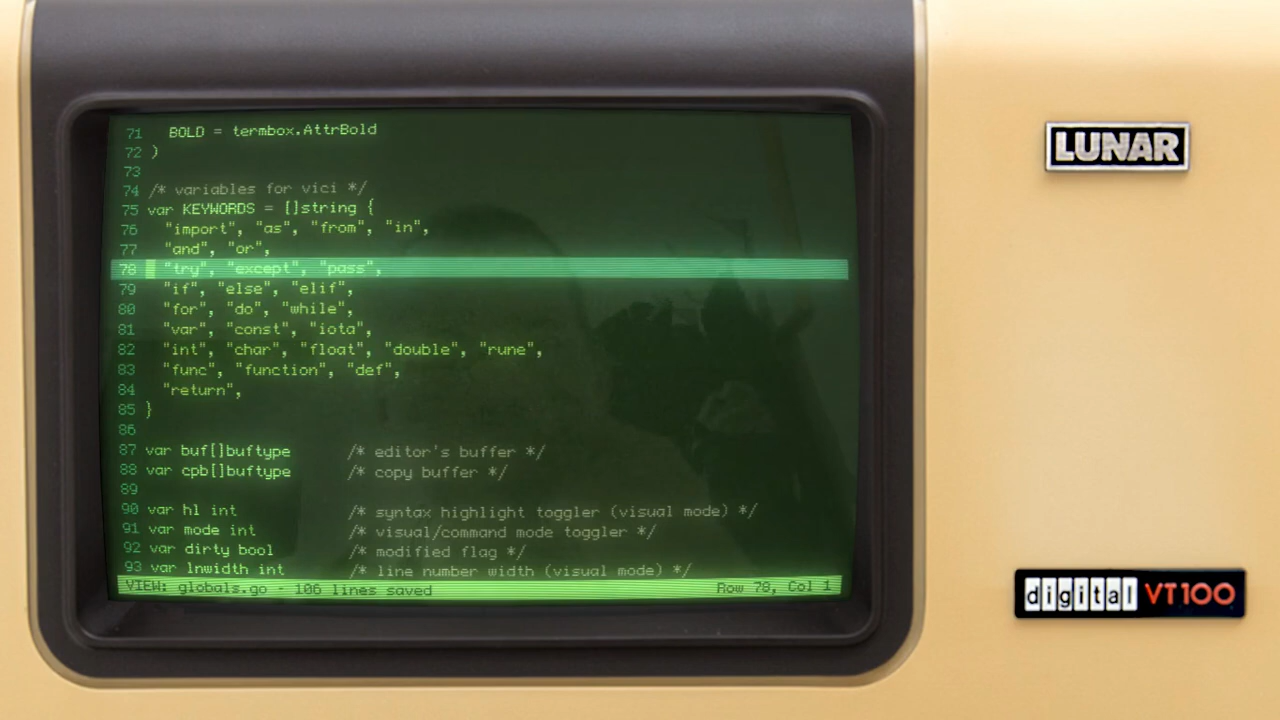 71   BOLD = termbox.AttrBold
72 )
73
74 /* variables for vici */
75 var KEYWORDS = []string {
76   "import", "as", "from", "in",
77   "and", "or",
78   "try", "except", "pass",
79   "if", "else", "elif",
80   "for", "do", "while",
81   "var", "const", "iota",
82   "int", "char", "float", "double", "rune",
83   "func", "function", "def",
84   "return",
85 }
86
87 var buf[]buftype       /* editor's buffer */
88 var cpb[]buftype       /* copy buffer */
89
90 var hl int             /* syntax highlight toggler (visual mode) */
91 var mode int           /* visual/command mode toggler */
92 var dirty bool         /* modified flag */
93 var lnwidth int        /* line number width (visual mode) */
VIEW: globals.go - 106 lines saved Row 78, Col 1
LUNAR
digital VT100